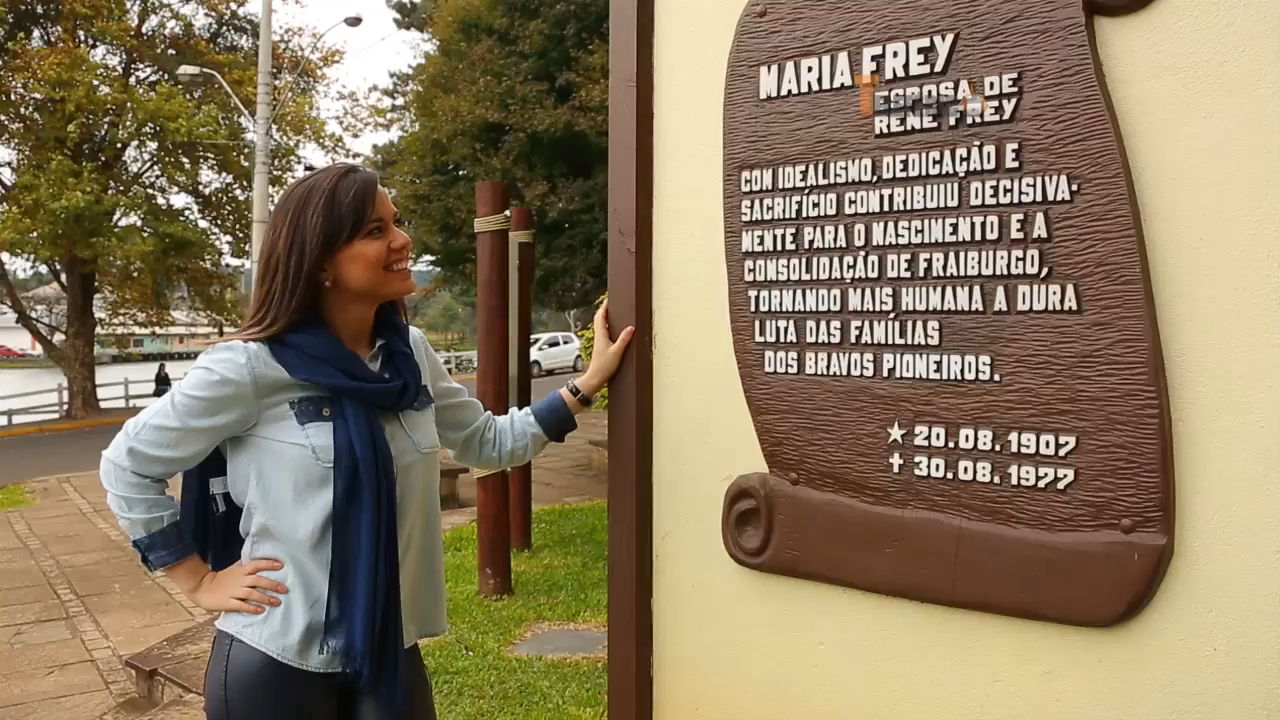 MARIA FREY
ESPOSA DE
RENE FREY
COM IDEALISMO, DEDICAÇÃO E
SACRIFÍCIO CONTRIBUIU DECISIVA-
MENTE PARA O NASCIMENTO E A
CONSOLIDAÇÃO DE FRAIBURGO,
TORNANDO MAIS HUMANA A DURA
LUTA DAS FAMÍLIAS
DOS BRAVOS PIONEIROS.
★ 20.08.1907
✝ 30.08.1977